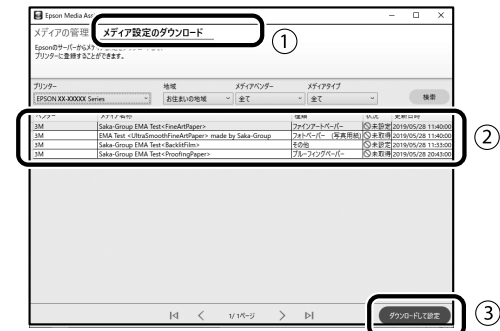 Epson Media Ass
メディアの管理 メディア設定のダウンロード
①
Epsonのサーバーからメディ
プリンターに登録することができます。
プリンター 地域 メディアベンダー メディアタイプ
EPSON XX-XXXXX Series お住まいの地域 全て 全て 検索
ベンダー メディア名称 種類 状況 更新日時
3M Saka-Group EMA Test<FineArtPaper> ファインアートペーパー 未設定 2019/05/28 11:40:00
3M EMA Test <UltraSmoothFineArtPaper> made by Saka-Group フォトペーパー (写真用紙) 未取得 2019/05/28 11:40:00
3M Saka-Group EMA Test<BacklitFilm> その他 未設定 2019/05/28 11:33:00
3M Saka-Group EMA Test<ProofingPaper> プルーフィングペーパー 未取得 2019/05/28 20:43:00
②
1/1ページ
ダウンロードして設定
③